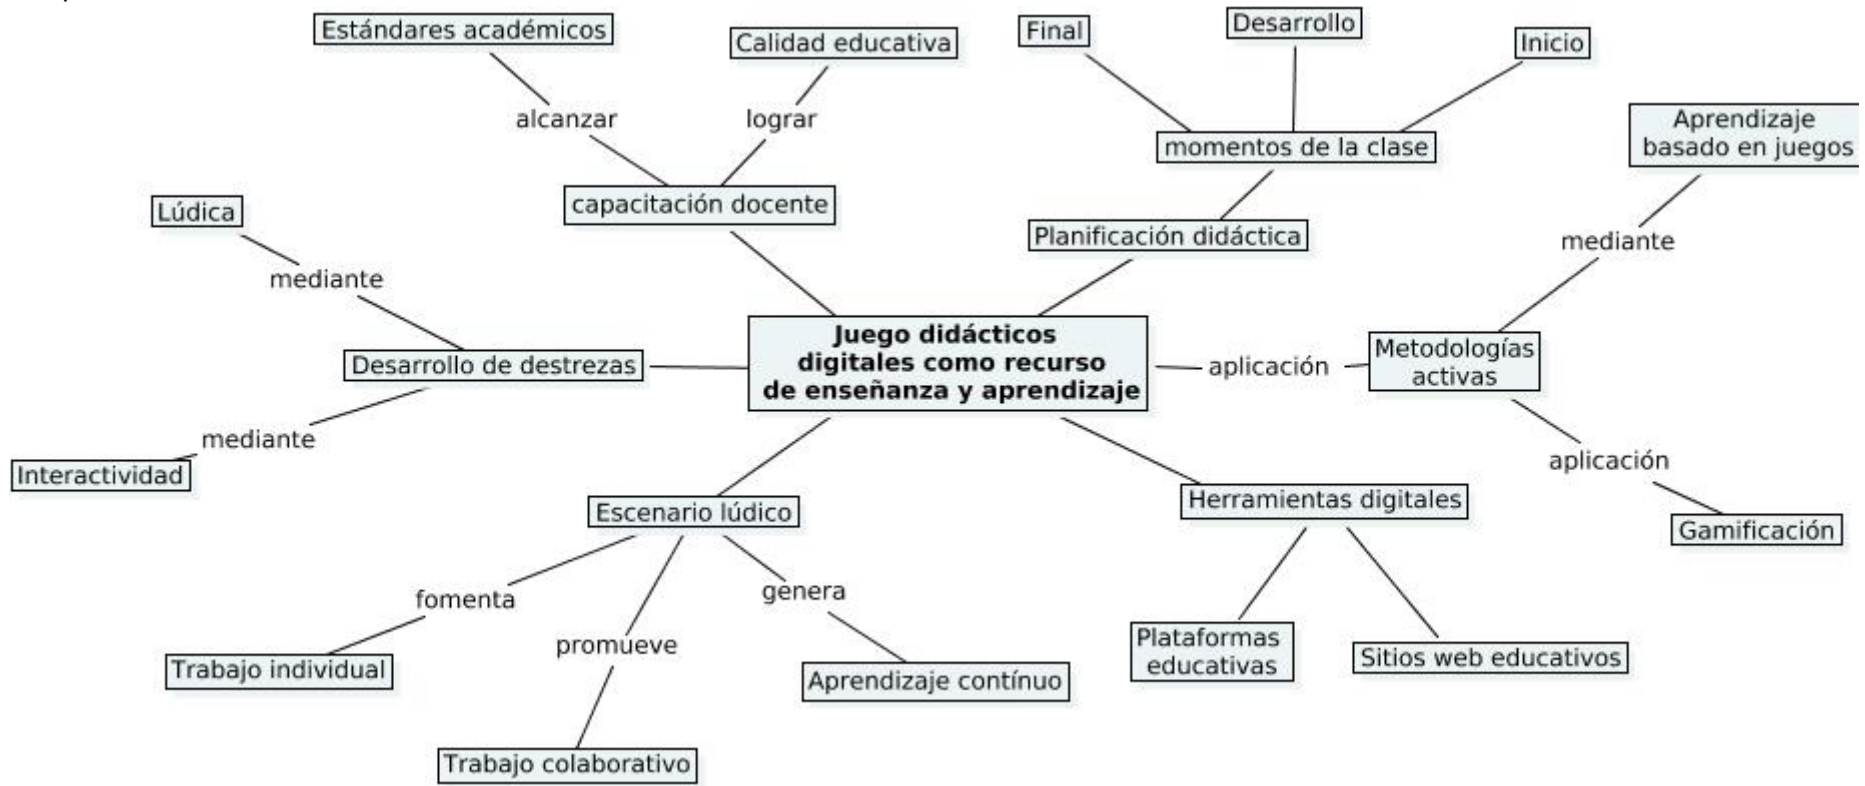 Estándares académicos
Calidad educativa
Final
Desarrollo
Inicio
alcanzar
lograr
momentos de la clase
Aprendizaje
basado en juegos
capacitación docente
Lúdica
Planificación didáctica
mediante
mediante
Juego didácticos
digitales como recurso
de enseñanza y aprendizaje
Desarrollo de destrezas
aplicación
Metodologías
activas
mediante
Interactividad
aplicación
Escenario lúdico
Herramientas digitales
Gamificación
fomenta
genera
promueve
Plataformas
educativas
Sitios web educativos
Trabajo individual
Aprendizaje contínuo
Trabajo colaborativo